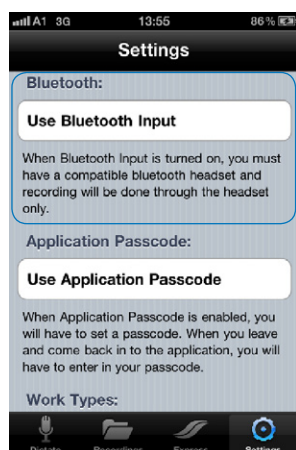 A1 3G 13:55 86%
Settings
Bluetooth:
Use Bluetooth Input
When Bluetooth Input is turned on, you must
have a compatible bluetooth headset and
recording will be done through the headset
only.
Application Passcode:
Use Application Passcode
When Application Passcode is enabled, you
will have to set a passcode. When you leave
and come back in to the application, you will
have to enter in your passcode.
Work Types:
Dictate Recordings Express Settings